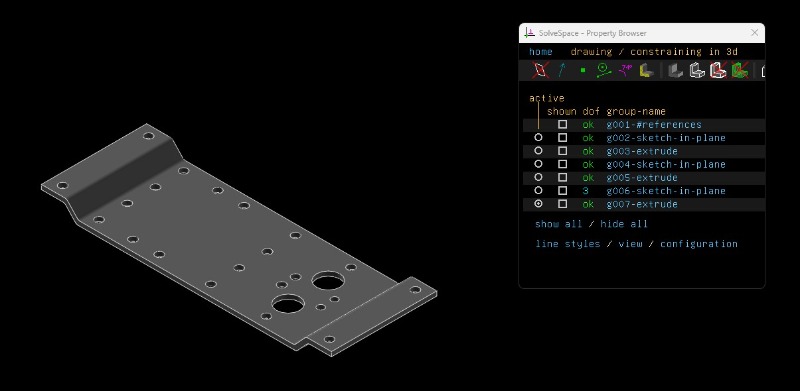 SolveSpace - Property Browser
home drawing / constraining in 3d
active
shown dof group-name
ok g001-#references
ok g002-sketch-in-plane
ok g003-extrude
ok g004-sketch-in-plane
ok g005-extrude
3 g006-sketch-in-plane
ok g007-extrude
show all / hide all
line styles / view / configuration